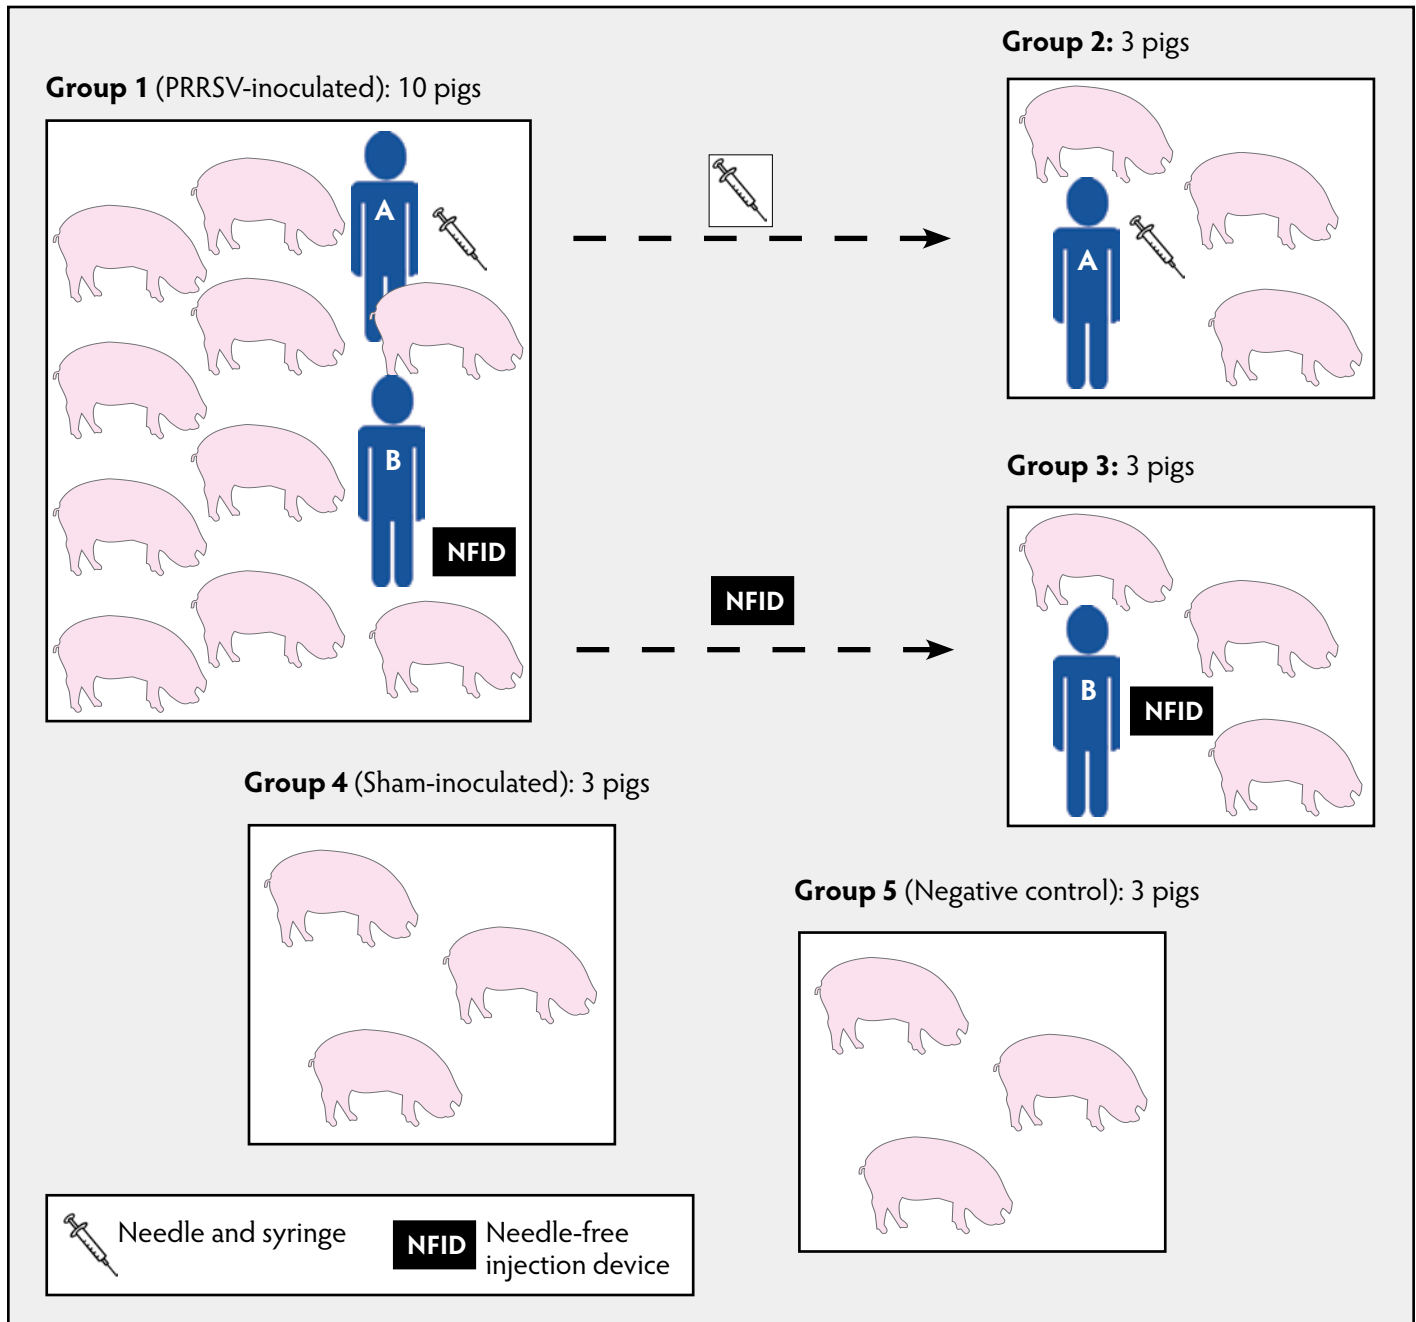 Group 1 (PRRSV-inoculated): 10 pigs
A
B
NFID
Group 2: 3 pigs
A
NFID
Group 3: 3 pigs
B
NFID
Group 4 (Sham-inoculated): 3 pigs
Group 5 (Negative control): 3 pigs
Needle and syringe
NFID
Needle-free
injection device